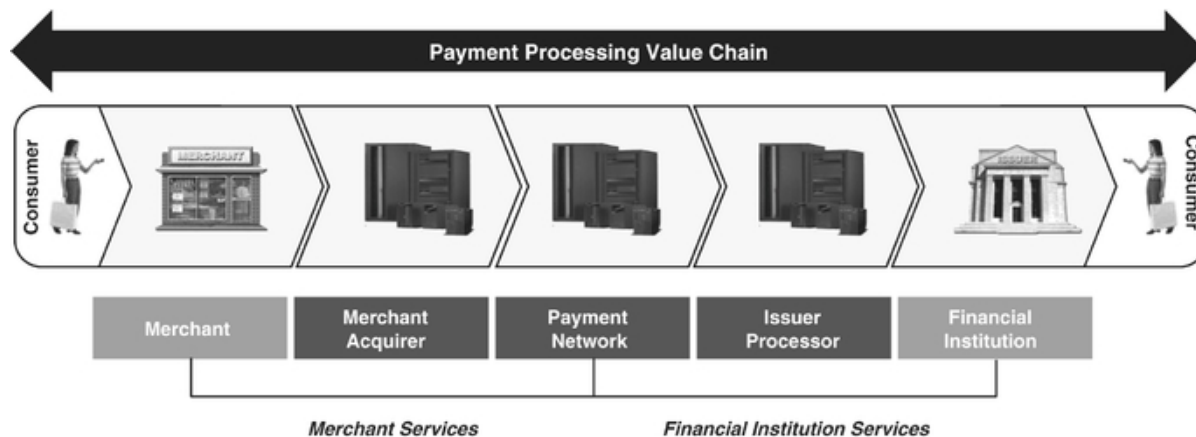 Payment Processing Value Chain
Consumer
MERCHANT
ISSUER
Consumer
Merchant
Merchant
Acquirer
Payment
Network
Issuer
Processor
Financial
Institution
Merchant Services
Financial Institution Services